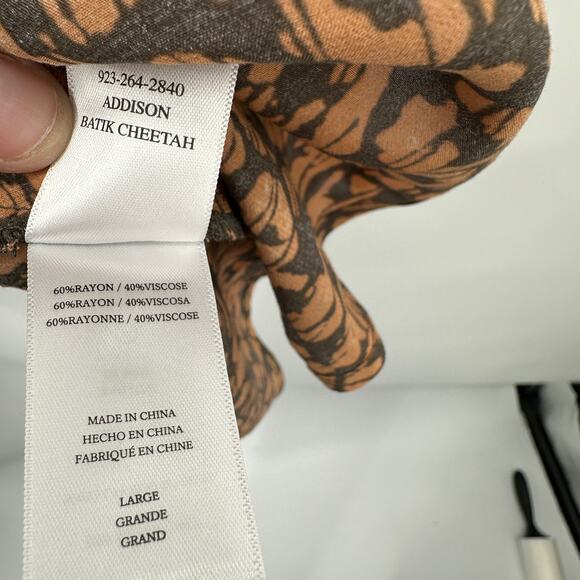 923-264-2840
ADDISON
BATIK CHEETAH
60%RAYON / 40%VISCOSE
60%RAYON / 40%VISCOSA
60%RAYONNE / 40%VISCOSE
MADE IN CHINA
HECHO EN CHINA
FABRIQUÉ EN CHINE
LARGE
GRANDE
GRAND